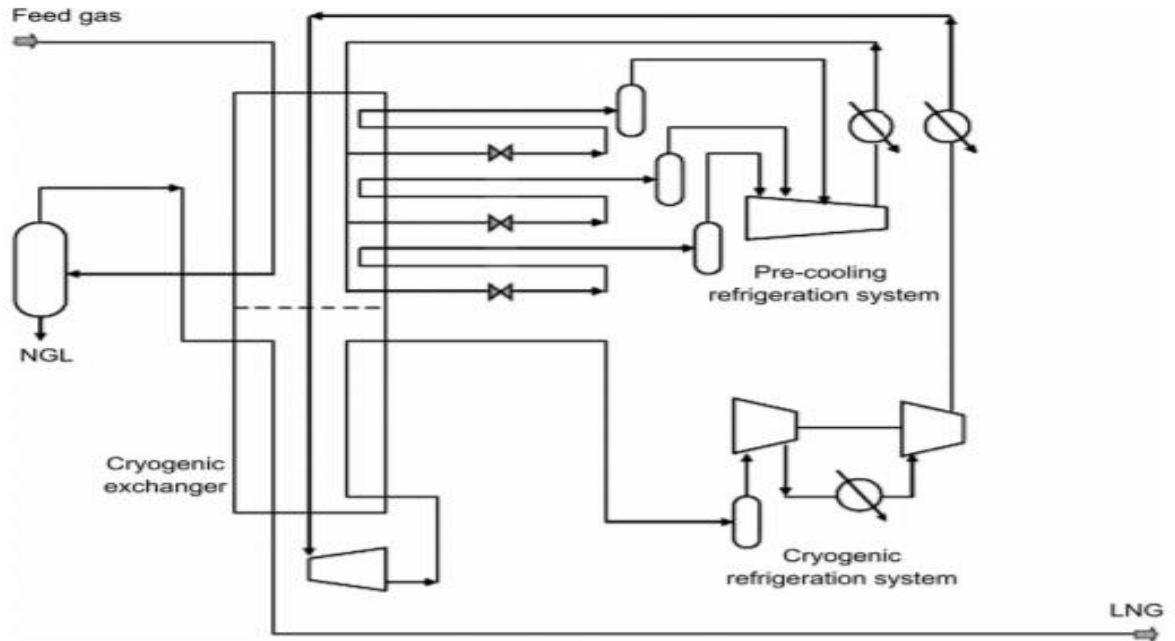 Feed gas
Pre-cooling
refrigeration system
NGL
Cryogenic
exchanger
Cryogenic
refrigeration system
LNG